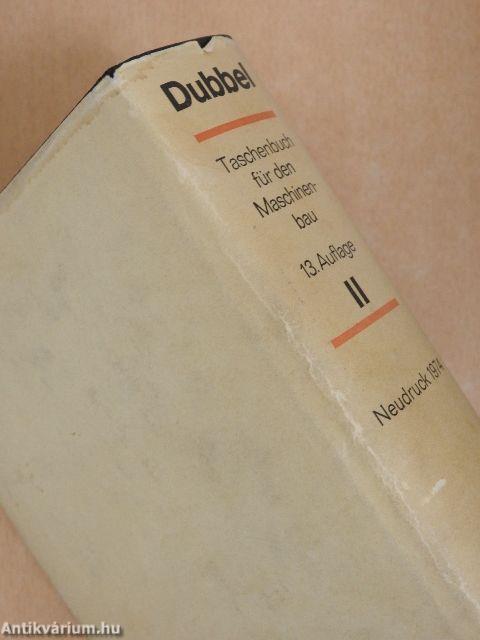 Dubbel
Taschenbuch
für den
Maschinen-
bau
13. Auflage
II
Neudruck 1974
Antikvárium.hu